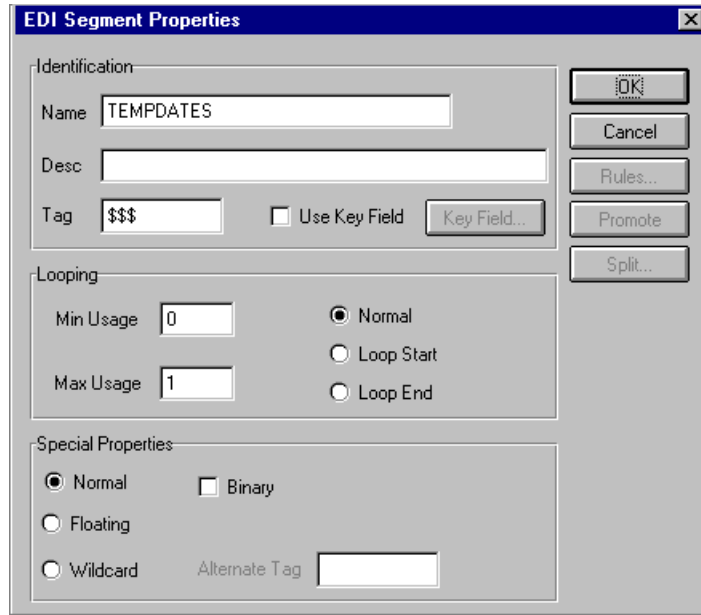 EDI Segment Properties
Identification
Name TEMPDATES
Desc
Tag $$$ Use Key Field Key Field...
OK
Cancel
Rules...
Promote
Split...
Looping
Min Usage 0
Max Usage 1
Normal
Loop Start
Loop End
Special Properties
Normal
Floating
Wildcard
Binary
Alternate Tag